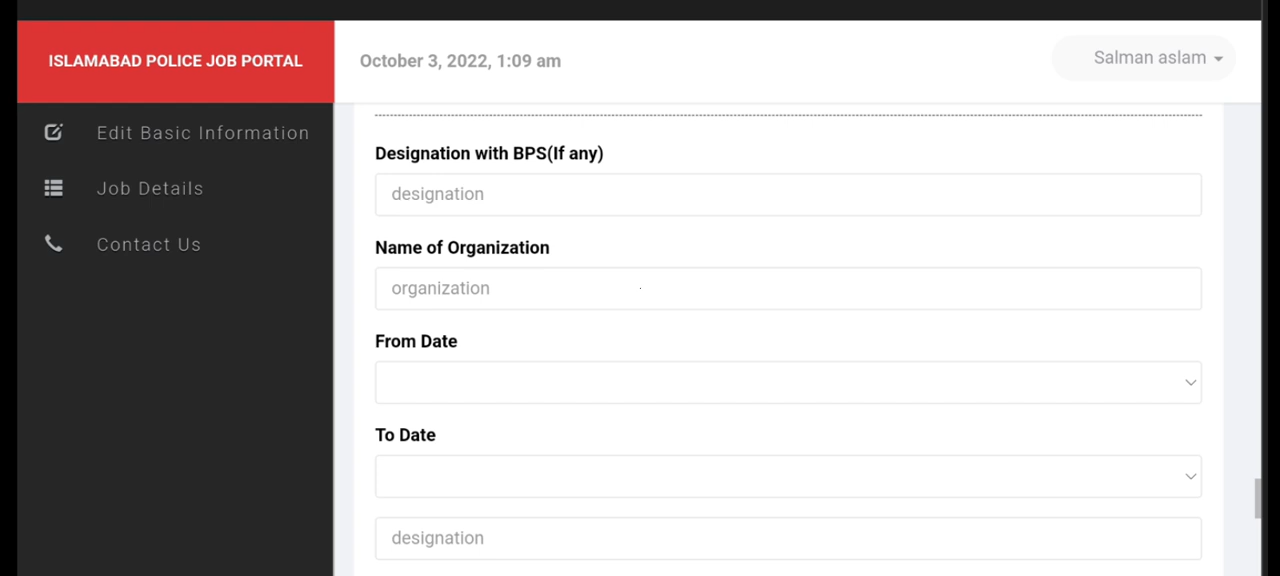 ISLAMABAD POLICE JOB PORTAL
October 3, 2022, 1:09 am
Salman aslam
Edit Basic Information
Job Details
Contact Us
Designation with BPS(If any)
designation
Name of Organization
organization
From Date
To Date
designation